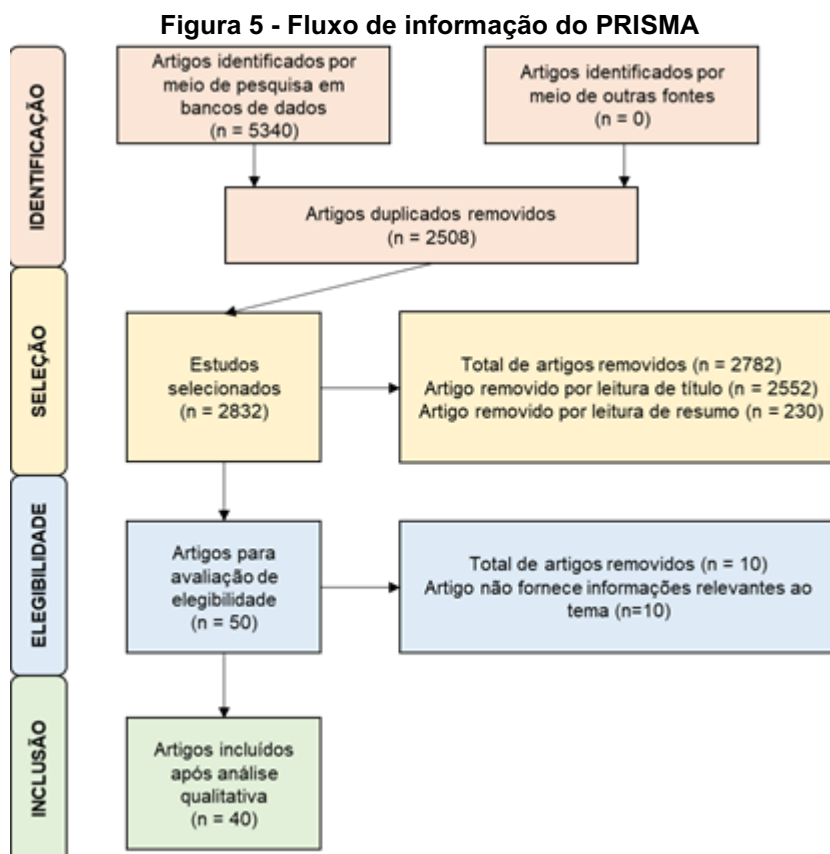 Figura 5 - Fluxo de informação do PRISMA
IDENTIFICAÇÃO
Artigos identificados por
meio de pesquisa em
bancos de dados
(n = 5340)
Artigos identificados por
meio de outras fontes
(n = 0)
Artigos duplicados removidos
(n = 2508)
SELEÇÃO
Estudos
selecionados
(n = 2832)
Total de artigos removidos (n = 2782)
Artigo removido por leitura de título (n = 2552)
Artigo removido por leitura de resumo (n = 230)
ELEGIBILIDADE
Artigos para
avaliação de
elegibilidade
(n = 50)
Total de artigos removidos (n = 10)
Artigo não fornece informações relevantes ao
tema (n=10)
INCLUSÃO
Artigos incluídos
após análise
qualitativa
(n = 40)